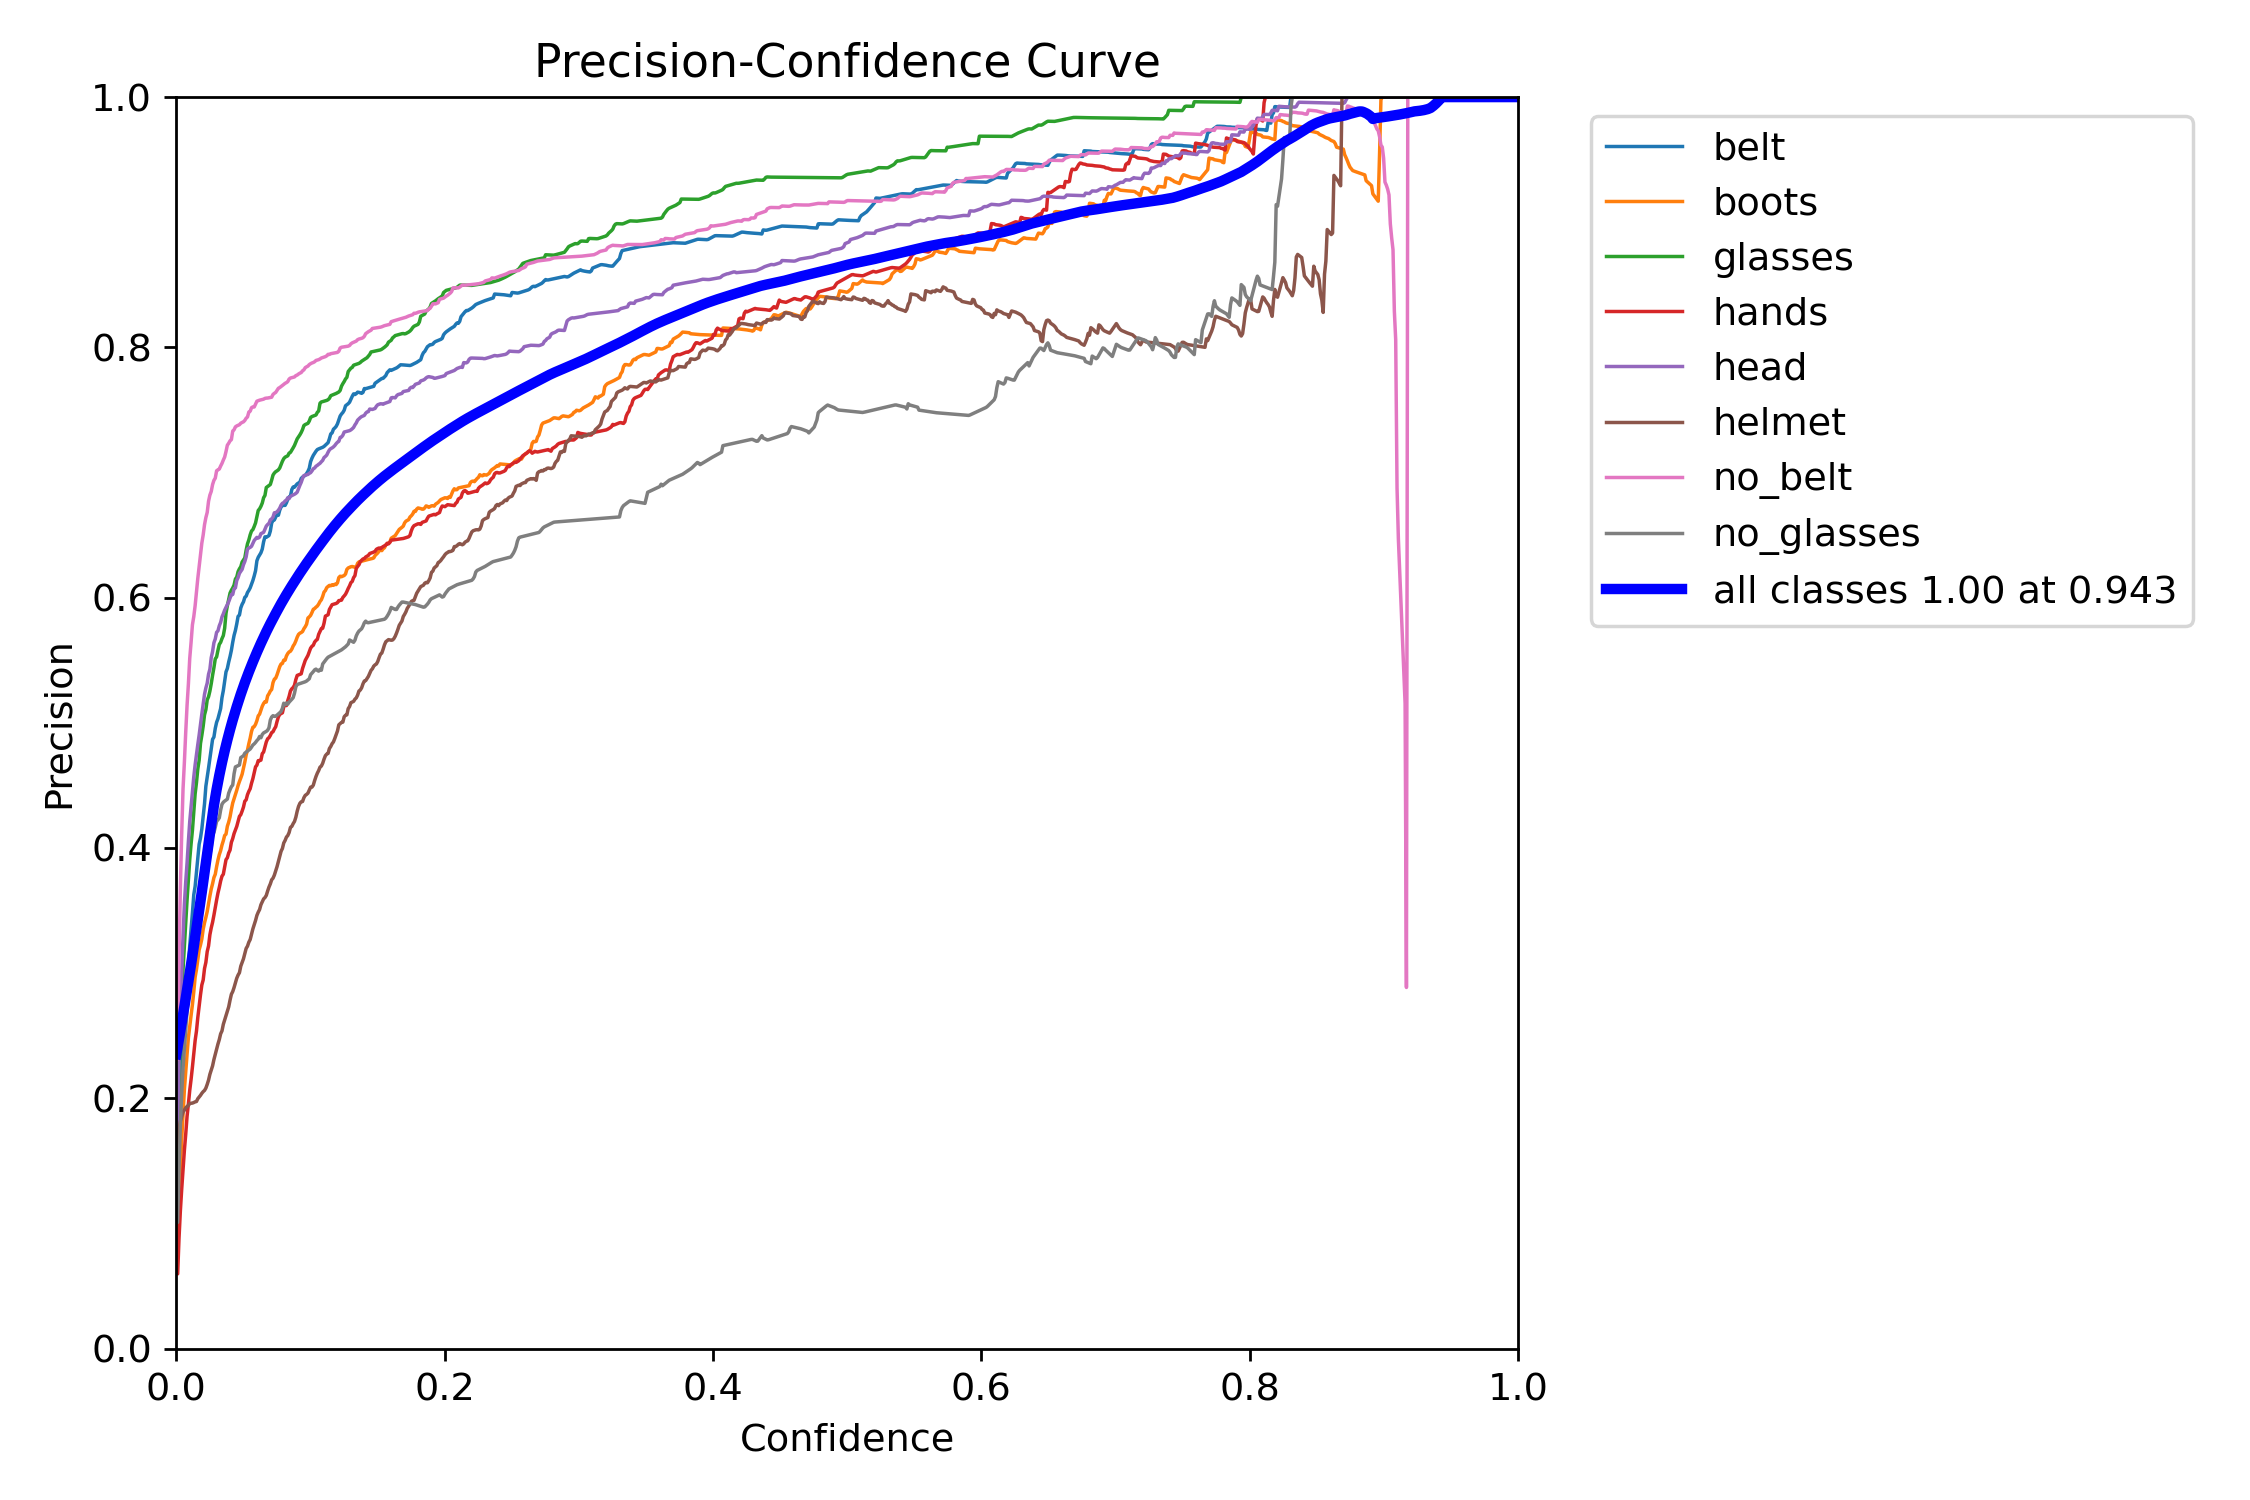 Precision-Confidence Curve
1.0
0.8
0.6
0.4
0.2
0.0
Precision
0.0 0.2 0.4 0.6 0.8 1.0
Confidence
belt
boots
glasses
hands
head
helmet
no_belt
no_glasses
all classes 1.00 at 0.943